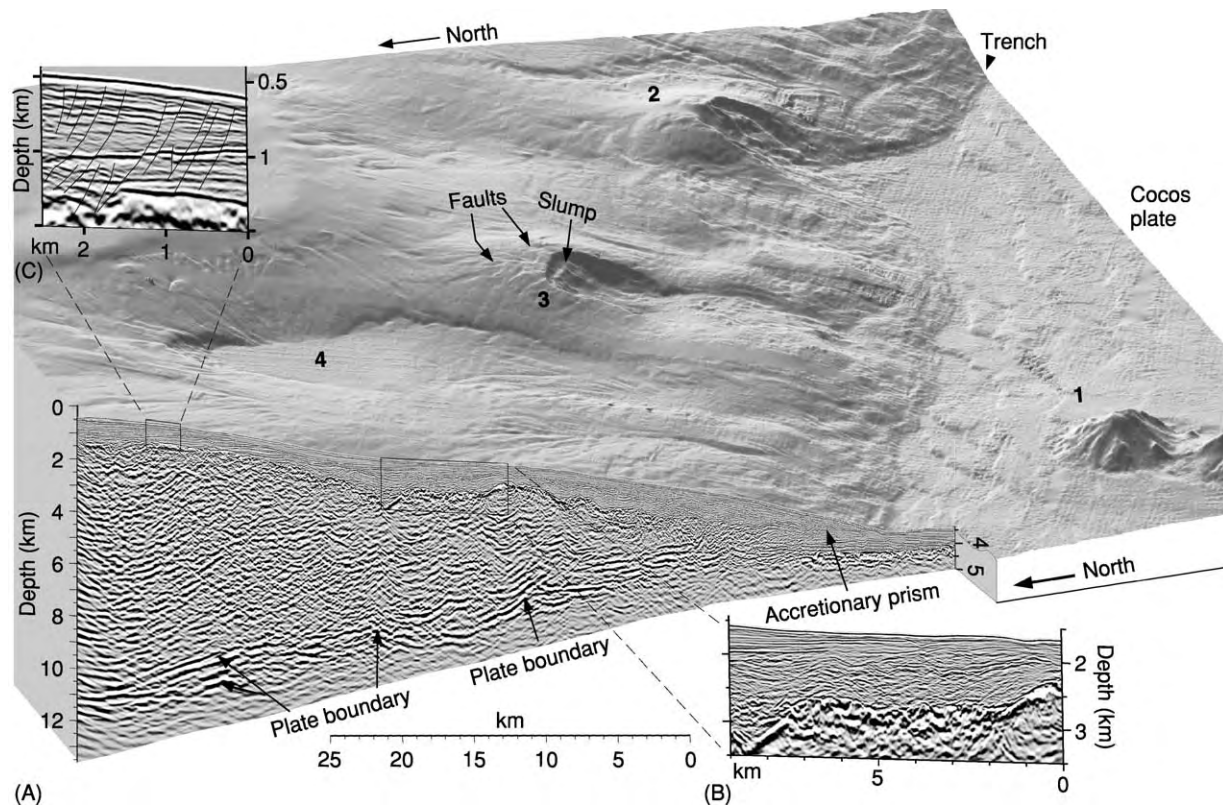 North
Trench
0.5
Depth (km)
1
2
Cocos
plate
Faults
Slump
km
2
1
0
(C)
3
1
4
0
2
4
6
8
10
12
Depth (km)
4
5
North
Accretionary prism
Plate boundary
Plate boundary
km
25
20
15
10
5
0
2
3
Depth (km)
km
5
0
(A)
(B)